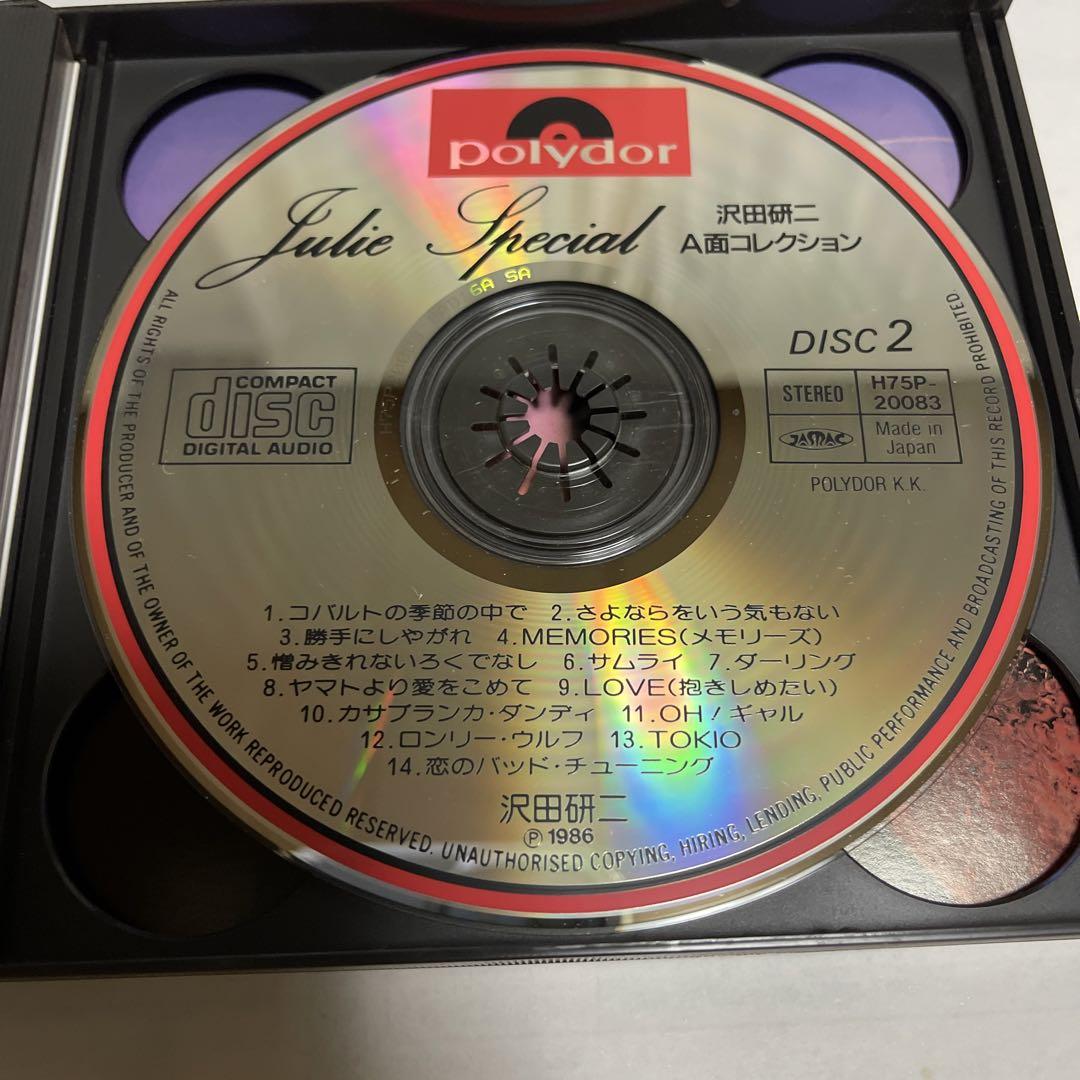 polydor
Julie Special
沢田研二
A面コレクション
6A SA
DISC 2
COMPACT
disc
DIGITAL AUDIO
STEREO
H75P-
20083
JASRAC
Made in
Japan
POLYDOR K.K.
1.コバルトの季節の中で 2.さよならをいう気もない
3.勝手にしやがれ 4.MEMORIES(メモリーズ)
5.憎みきれないろくでなし 6.サムライ 7.ダーリング
8.ヤマトより愛をこめて 9.LOVE(抱きしめたい)
10.カサブランカ・ダンディ 11.OH!ギャル
12.ロンリー・ウルフ 13.TOKIO
14.恋のバッド・チューニング
沢田研二
℗ 1986
ALL RIGHTS OF THE PRODUCER AND OF THE OWNER OF THE WORK REPRODUCED RESERVED. UNAUTHORISED COPYING, HIRING, LENDING, PUBLIC PERFORMANCE AND BROADCASTING OF THIS RECORD PROHIBITED.